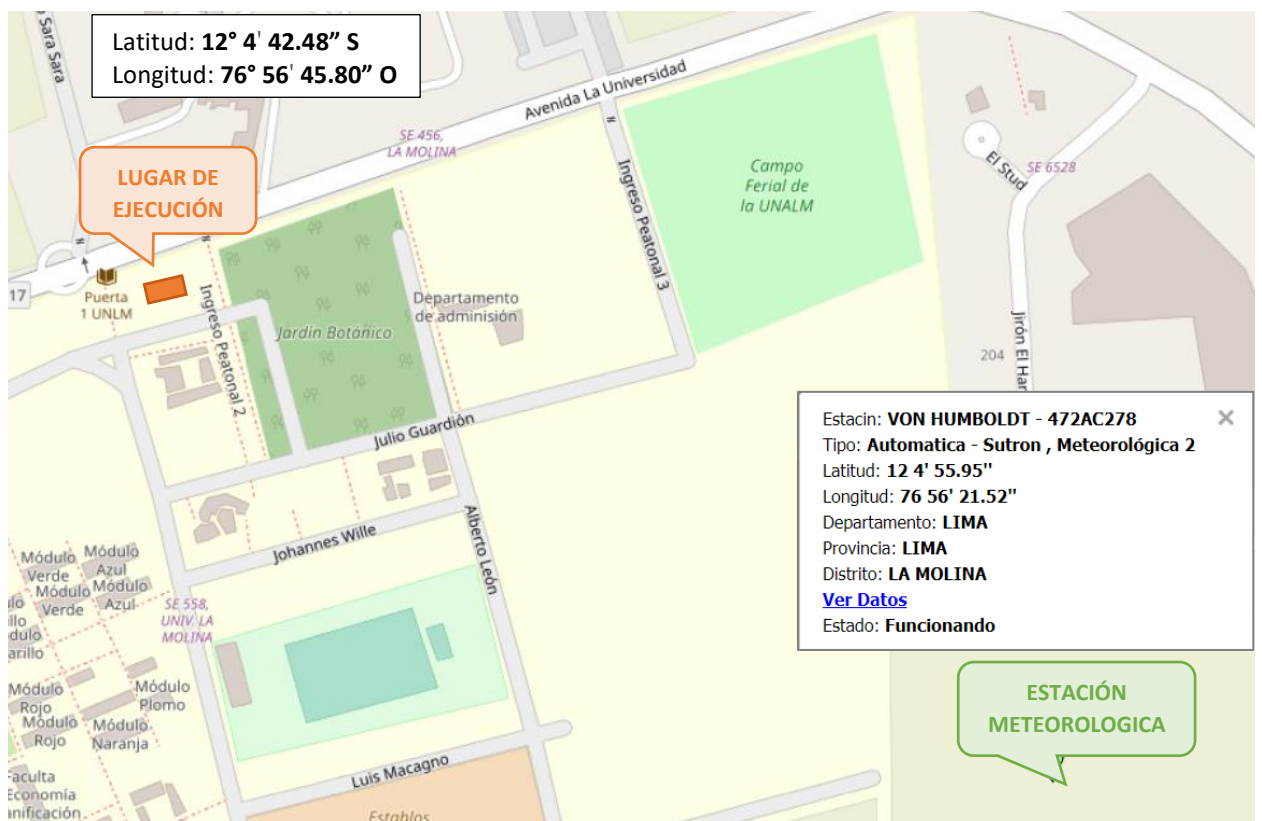 Sara Sara
Latitud: 12° 4' 42.48” S
Longitud: 76° 56' 45.80” O
Avenida La Universidad
SE 456,
LA MOLINA
LUGAR DE
EJECUCIÓN
Campo
Ferial de
la UNALM
El Stud
SE 6528
Ingreso Peatonal 3
17
Puerta
1 UNLM
Ingreso Peatonal 2
Jardín Botánico
Departamento
de adminisión
204
Jirón El Har
Julio Guardión
Estacin: VON HUMBOLDT - 472AC278
Tipo: Automatica - Sutron , Meteorológica 2
Latitud: 12 4' 55.95''
Longitud: 76 56' 21.52''
Departamento: LIMA
Provincia: LIMA
Distrito: LA MOLINA
Ver Datos
Estado: Funcionando
Johannes Wille
Alberto León
Módulo
Verde
Módulo
Azul
Módulo
Verde
Módulo
Azul
SE 558,
UNIV. LA
MOLINA
Módulo
Rojo
Módulo
Rojo
Módulo
Plomo
Módulo
Naranja
ESTACIÓN
METEOROLOGICA
Luis Macagno
Establos